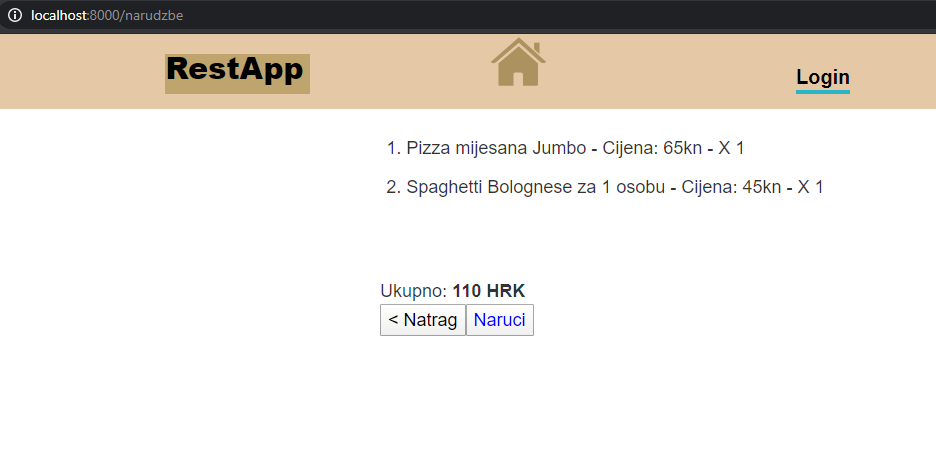 localhost:8000/narudzbe
RestApp
Login
1. Pizza mijesana Jumbo - Cijena: 65kn - X 1
2. Spaghetti Bolognese za 1 osobu - Cijena: 45kn - X 1
Ukupno: 110 HRK
< Natrag Naruci